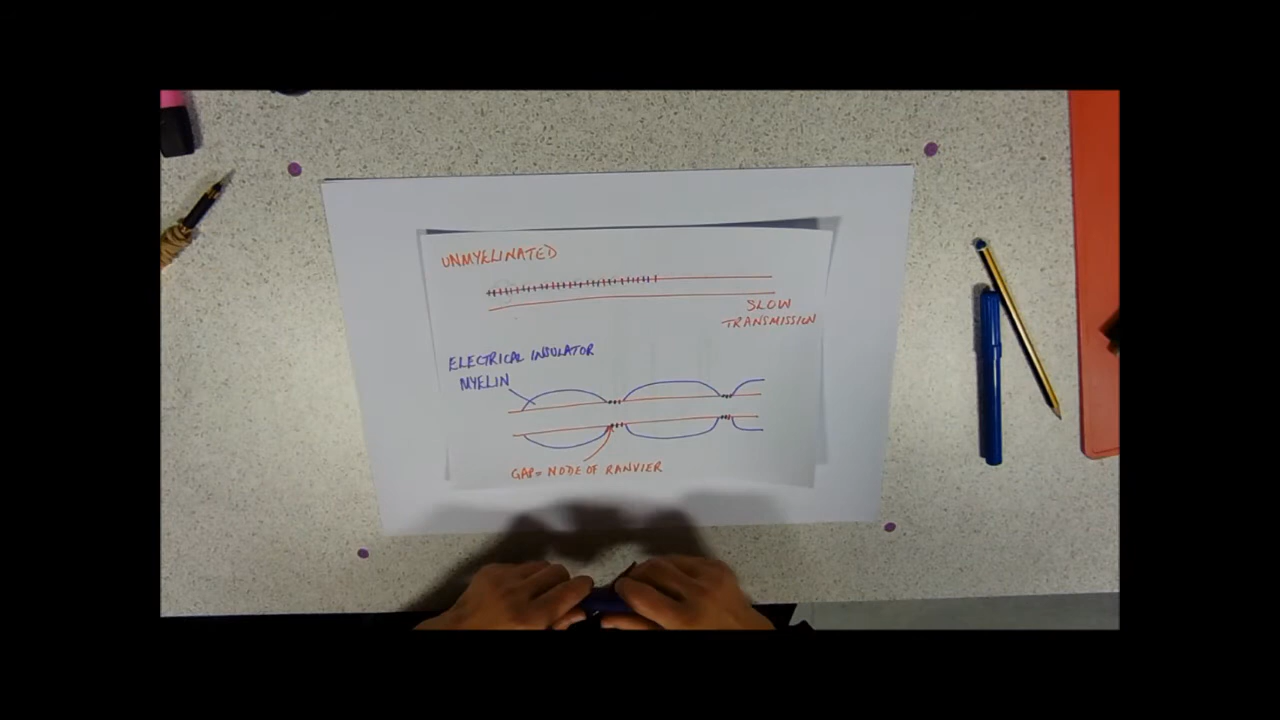 UNMYELINATED
SLOW
TRANSMISSION
ELECTRICAL INSULATOR
MYELIN
GAP = NODE OF RANVIER